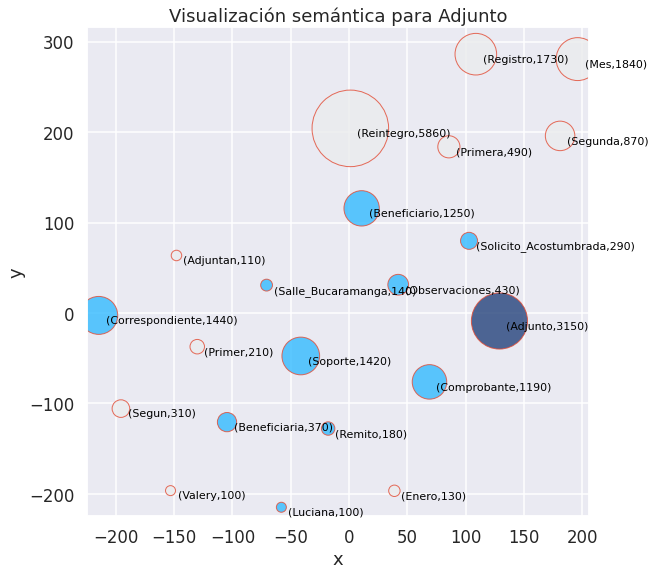 Visualización semántica para Adjunto
300
(Registro,1730)
(Mes,1840)
(Reintegro,5860)
200
(Segunda,870)
(Primera,490)
(Beneficiario,1250)
100
(Solicito_Acostumbrada,290)
(Adjuntan,110)
(Salle_Bucaramanga,140)
(Observaciones,430)
y
0
(Correspondiente,1440)
(Adjunto,3150)
(Primer,210)
(Soporte,1420)
(Comprobante,1190)
−100
(Segun,310)
(Beneficiaria,370)
(Remito,180)
−200
(Valery,100)
(Enero,130)
(Luciana,100)
−200 −150 −100 −50 0 50 100 150 200
x